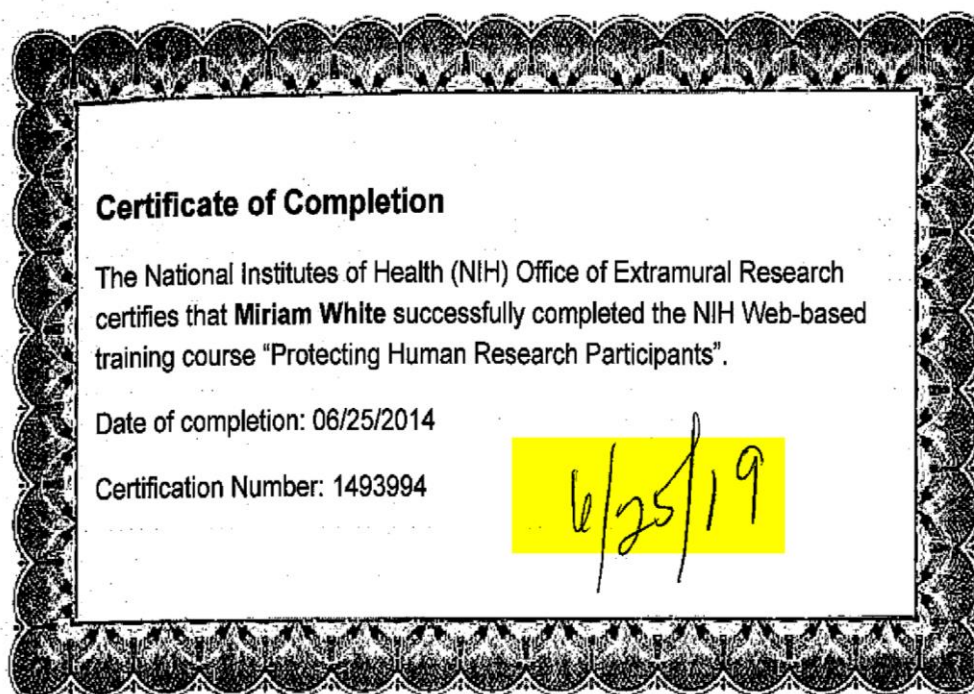 Certificate of Completion
The National Institutes of Health (NIH) Office of Extramural Research
certifies that Miriam White successfully completed the NIH Web-based
training course “Protecting Human Research Participants”.
Date of completion: 06/25/2014
Certification Number: 1493994
6/25/19